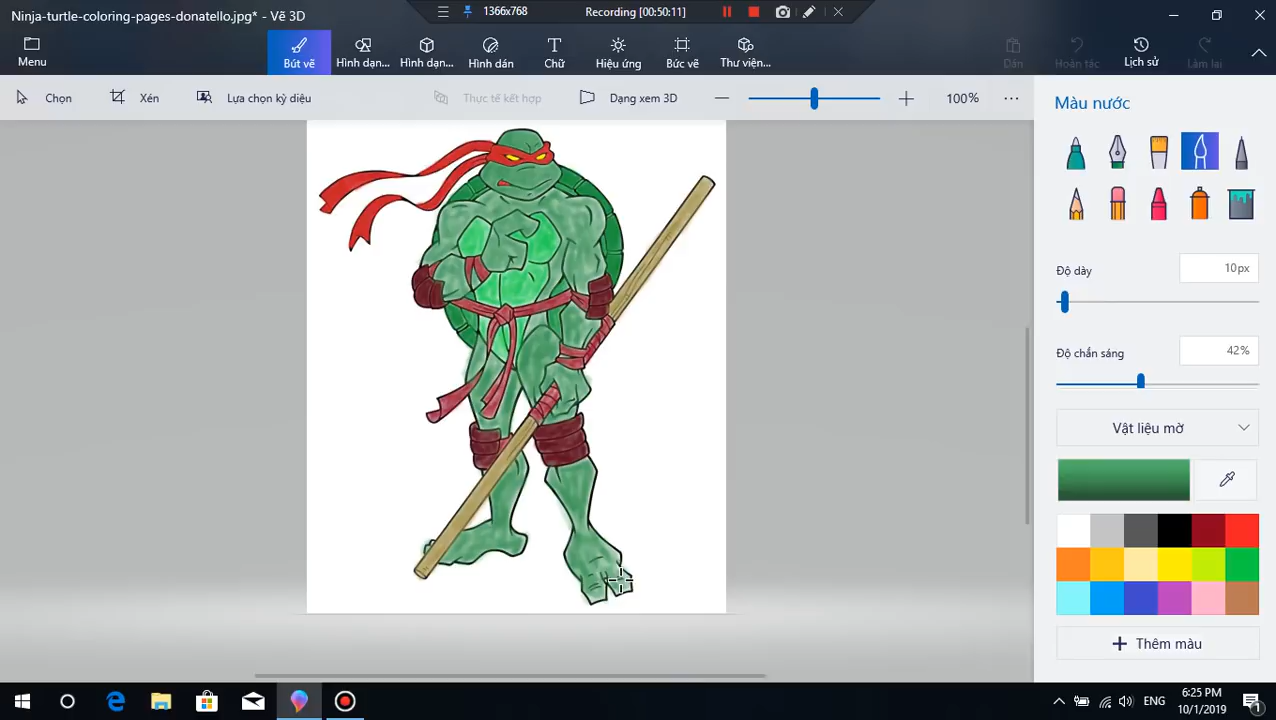 Ninja-turtle-coloring-pages-donatello.jpg* - Vẽ 3D
1366x768
Recording [00:50:11]
Menu
Bút vẽ
Hình dạn...
Hình dạn...
Hình dán
Chữ
Hiệu ứng
Bức vẽ
Thư viện...
Dán
Hoàn tác
Lịch sử
Làm lại
Chọn
Xén
Lựa chọn kỳ diệu
Thực tế kết hợp
Dạng xem 3D
100%
Màu nước
Độ dày
10px
Độ chắn sáng
42%
Vật liệu mờ
Thêm màu
ENG
6:25 PM
10/1/2019
1